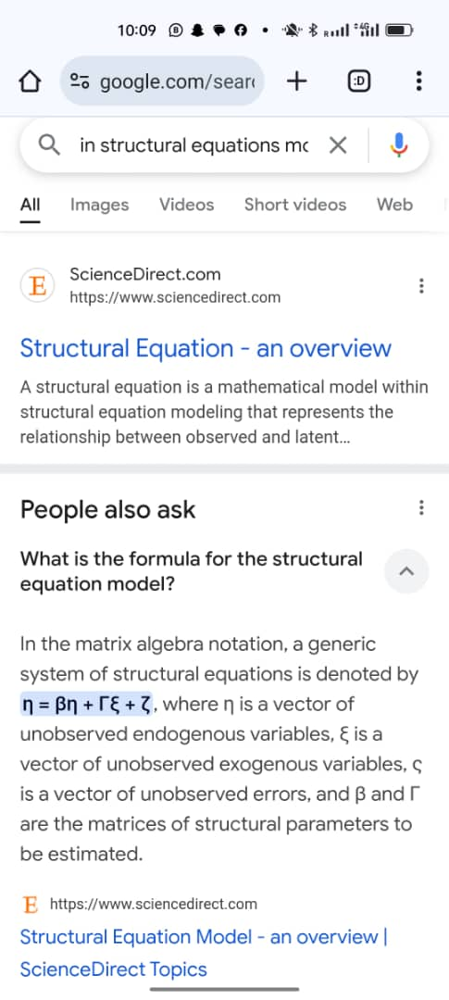 10:09
google.com/sear
:D
in structural equations mo
All Images Videos Short videos Web
E ScienceDirect.com
https://www.sciencedirect.com
Structural Equation - an overview
A structural equation is a mathematical model within
structural equation modeling that represents the
relationship between observed and latent...
People also ask
What is the formula for the structural
equation model?
In the matrix algebra notation, a generic
system of structural equations is denoted by
η = βη + Γξ + ζ, where η is a vector of
unobserved endogenous variables, ξ is a
vector of unobserved exogenous variables, ς
is a vector of unobserved errors, and β and Γ
are the matrices of structural parameters to
be estimated.
E https://www.sciencedirect.com
Structural Equation Model - an overview |
ScienceDirect Topics